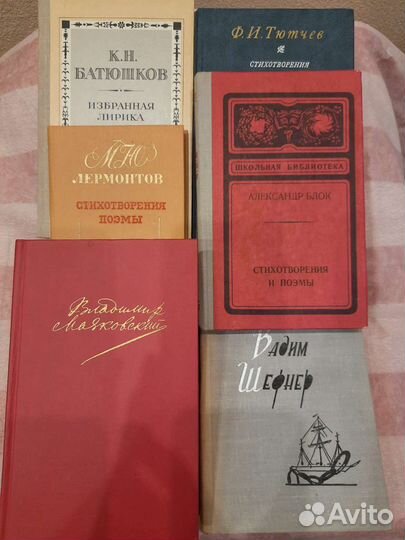 К.Н.
БАТЮШКОВ
ИЗБРАННАЯ
ЛИРИКА
Ф.И.Тютчев
СТИХОТВОРЕНИЯ
МЮ
ЛЕРМОНТОВ
СТИХОТВОРЕНИЯ
ПОЭМЫ
ШКОЛЬНАЯ БИБЛИОТЕКА
АЛЕКСАНДР БЛОК
СТИХОТВОРЕНИЯ
И ПОЭМЫ
Владимир
Маяковский
Вадим
Шефнер
Avito